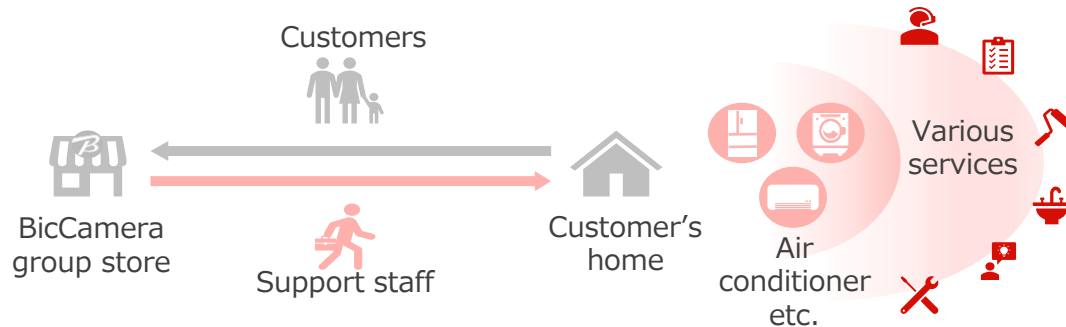 Customers
BicCamera
group store
B
Support staff
Customer's
home
Air
conditioner
etc.
Various
services